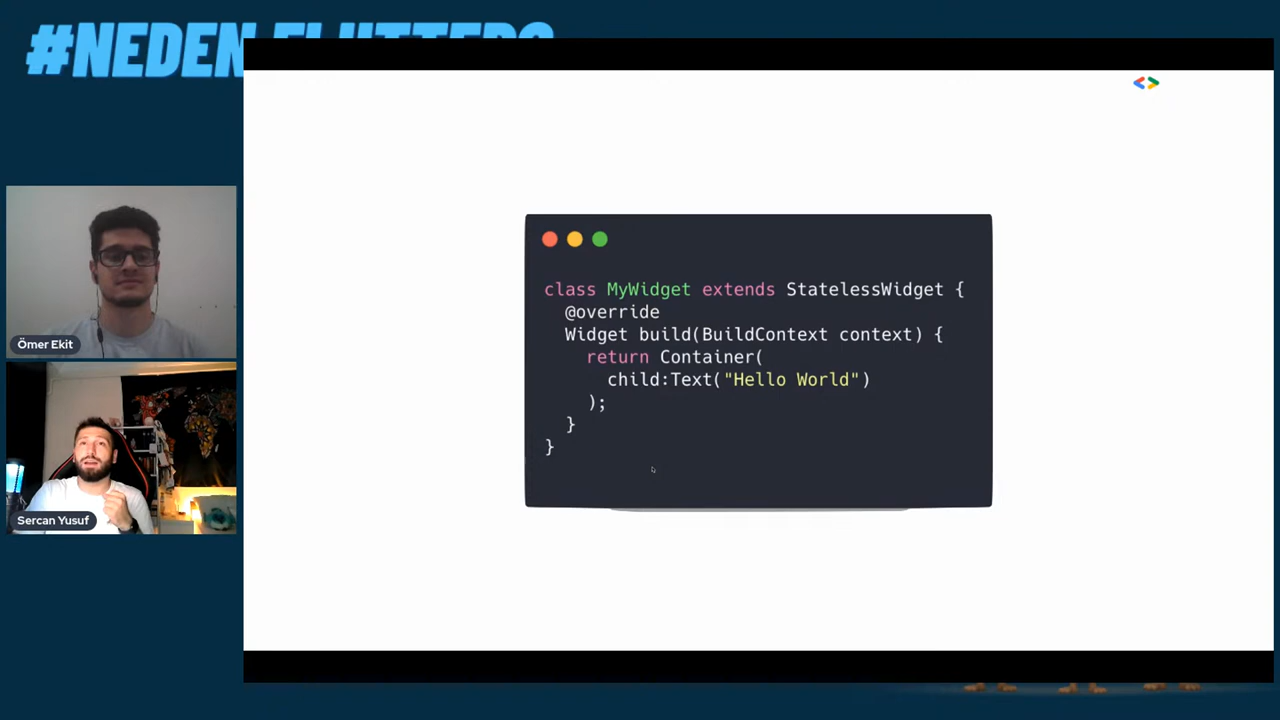 #NEDEN
Ömer Ekit
Sercan Yusuf
class MyWidget extends StatelessWidget {
@override
Widget build(BuildContext context) {
return Container(
child:Text("Hello World")
);
}
}